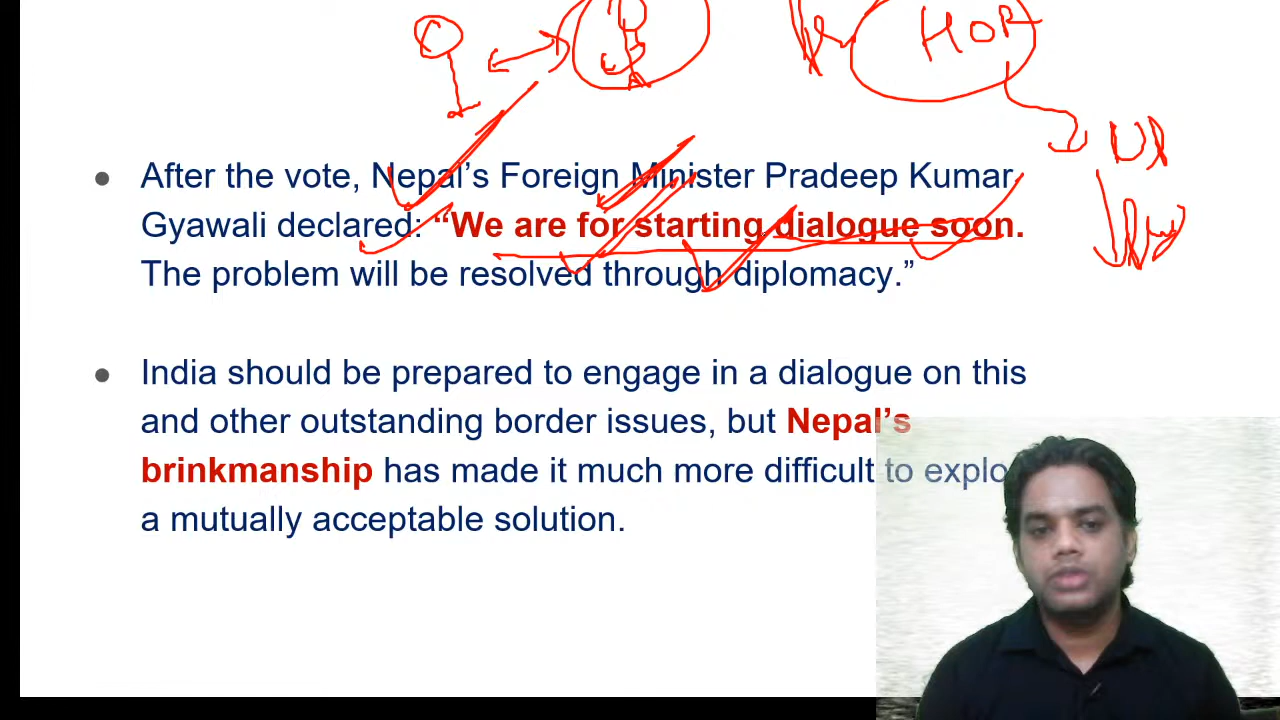 HOR
After the vote, Nepal's Foreign Minister Pradeep Kumar
Gyawali declared: “We are for starting dialogue soon.
The problem will be resolved through diplomacy.”
India should be prepared to engage in a dialogue on this
and other outstanding border issues, but Nepal’s
brinkmanship has made it much more difficult to explo
a mutually acceptable solution.